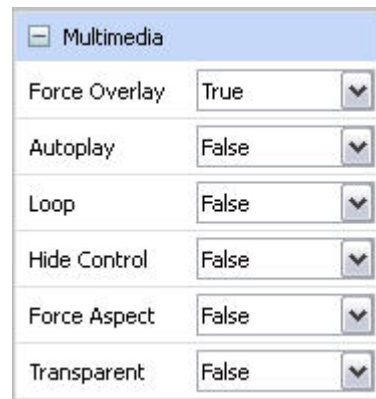 Multimedia
Force Overlay True
Autoplay False
Loop False
Hide Control False
Force Aspect False
Transparent False